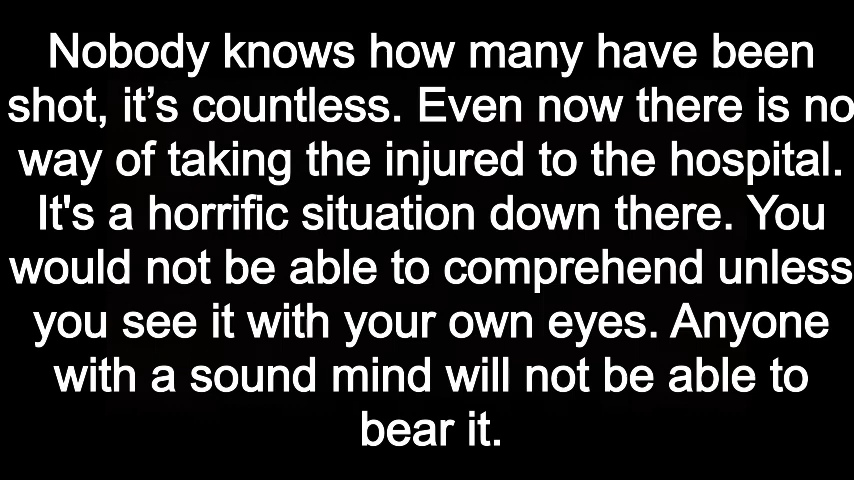 Nobody knows how many have been
shot, it’s countless. Even now there is no
way of taking the injured to the hospital.
It's a horrific situation down there. You
would not be able to comprehend unless
you see it with your own eyes. Anyone
with a sound mind will not be able to
bear it.